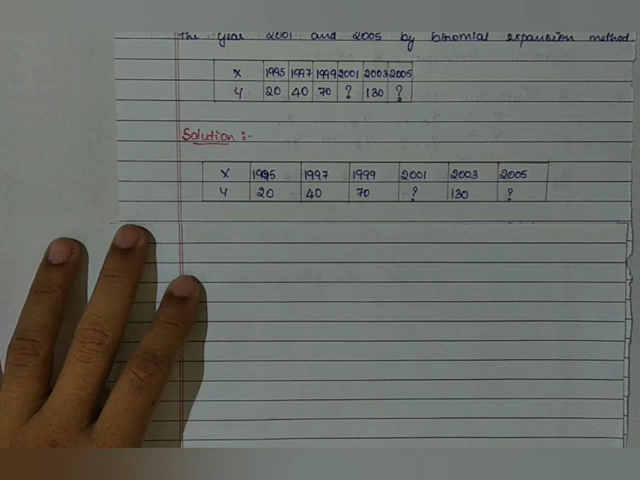 The year 2001 and 2005 by binomial expansion method.
X 1995 1997 1999 2001 2003 2005
Y 20 40 70 ? 130 ?
Solution :-
X 1995 1997 1999 2001 2003 2005
Y 20 40 70 ? 130 ?